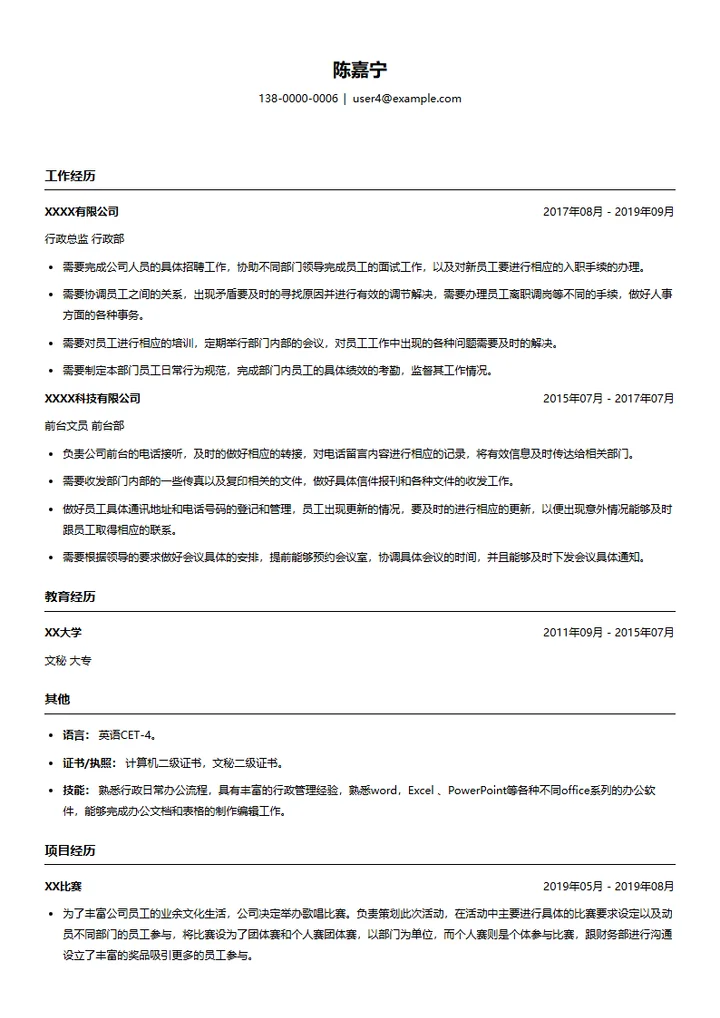 陈嘉宁
138-0000-0006 | user4@example.com
工作经历
XXXX有限公司 2017年08月 - 2019年09月
行政总监 行政部
• 需要完成公司人员的具体招聘工作，协助不同部门领导完成员工的面试工作，以及对新员工要进行相应的入职手续的办理。
• 需要协调员工之间的关系，出现矛盾要及时的寻找原因并进行有效的调节解决，需要办理员工离职调岗等不同的手续，做好人事
方面的各种事务。
• 需要对员工进行相应的培训，定期举行部门内部的会议，对员工工作中出现的各种问题需要及时的解决。
• 需要制定本部门员工日常行为规范，完成部门内员工的具体绩效的考勤，监督其工作情况。
XXXX科技有限公司 2015年07月 - 2017年07月
前台文员 前台部
• 负责公司前台的电话接听，及时的做好相应的转接，对电话留言内容进行相应的记录，将有效信息及时传达给相关部门。
• 需要收发部门内部的一些传真以及复印相关的文件，做好具体信件报刊和各种文件的收发工作。
• 做好员工具体通讯地址和电话号码的登记和管理，员工出现更新的情况，要及时的进行相应的更新，以便出现意外情况能够及时
跟员工取得相应的联系。
• 需要根据领导的要求做好会议具体的安排，提前能够预约会议室，协调具体会议的时间，并且能够及时下发会议具体通知。
教育经历
XX大学 2011年09月 - 2015年07月
文秘 大专
其他
• 语言： 英语CET-4。
• 证书/执照： 计算机二级证书，文秘二级证书。
• 技能： 熟悉行政日常办公流程，具有丰富的行政管理经验，熟悉word，Excel 、PowerPoint等各种不同office系列的办公软
件，能够完成办公文档和表格的制作编辑工作。
项目经历
XX比赛 2019年05月 - 2019年08月
• 为了丰富公司员工的业余文化生活，公司决定举办歌唱比赛。负责策划此次活动，在活动中主要进行具体的比赛要求设定以及动
员不同部门的员工参与，将比赛设为了团体赛和个人赛团体赛，以部门为单位，而个人赛则是个体参与比赛，跟财务部进行沟通
设立了丰富的奖品吸引更多的员工参与。